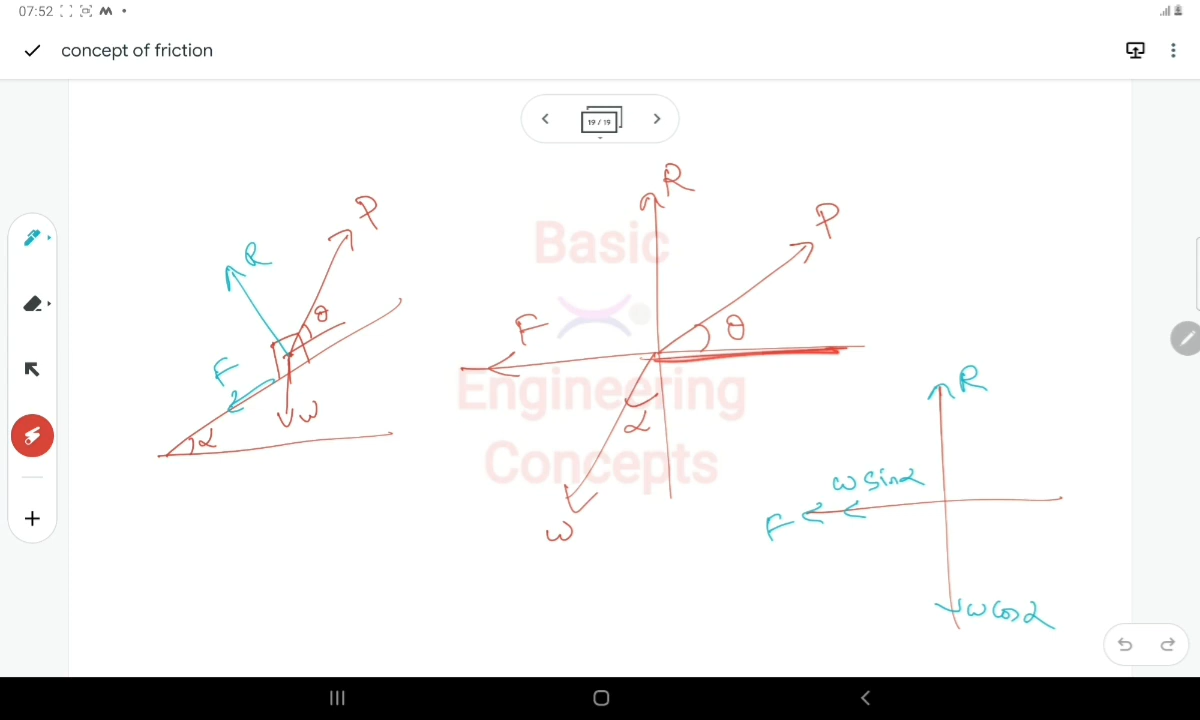 07:52
concept of friction
19 / 19
R
P
P
R
θ
F
θ
F
W
α
α
W
Basic
Engineering
Concepts
R
W sinα
F
W cosα